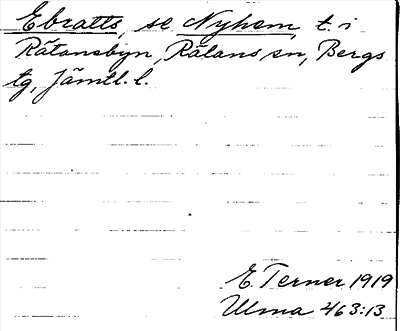 Ebratts, se Nyhem, t. i
Rätansbyn, Rätans sn, Bergs
tg, Jämtl. l.
E. Terner 1919
Ulma 463:13